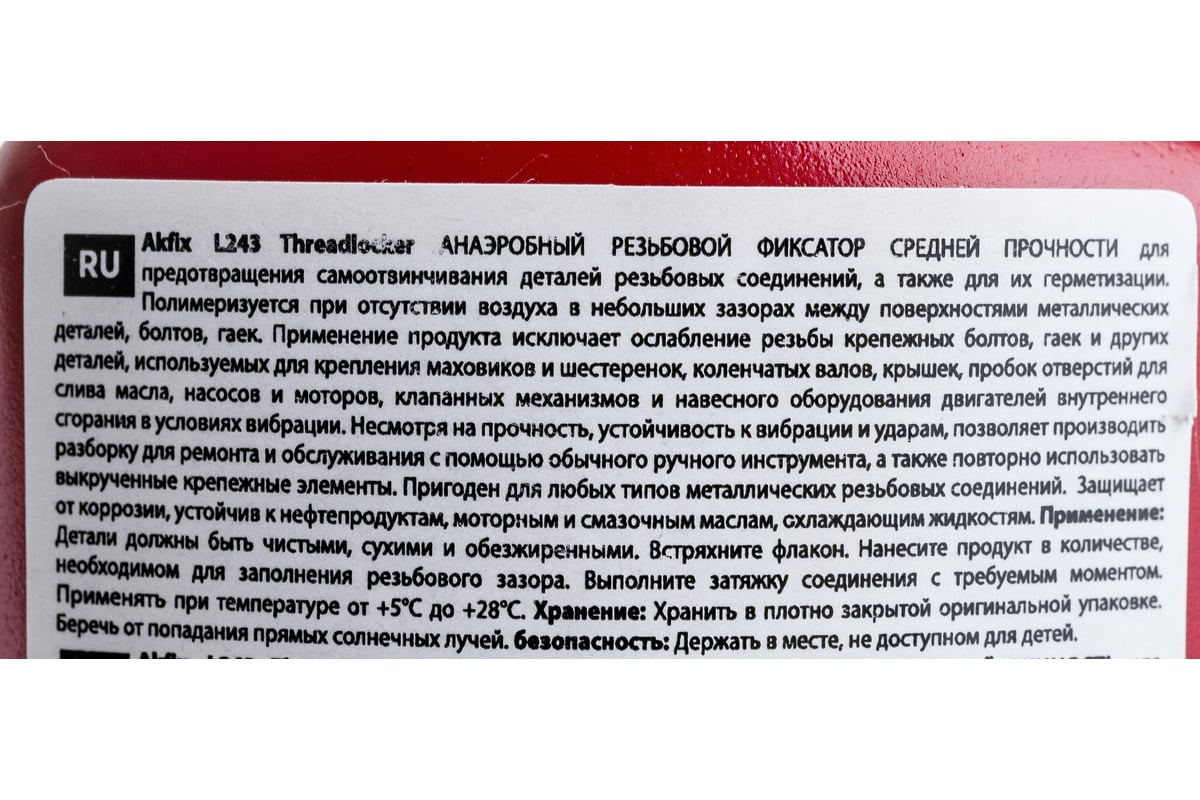 RU
Akfix L243 Threadlocker АНАЭРОБНЫЙ РЕЗЬБОВОЙ ФИКСАТОР СРЕДНЕЙ ПРОЧНОСТИ для
предотвращения самоотвинчивания деталей резьбовых соединений, а также для их герметизации.
Полимеризуется при отсутствии воздуха в небольших зазорах между поверхностями металлических
деталей, болтов, гаек. Применение продукта исключает ослабление резьбы крепежных болтов, гаек и других
деталей, используемых для крепления маховиков и шестеренок, коленчатых валов, крышек, пробок отверстий для
слива масла, насосов и моторов, клапанных механизмов и навесного оборудования двигателей внутреннего
сгорания в условиях вибрации. Несмотря на прочность, устойчивость к вибрации и ударам, позволяет производить
разборку для ремонта и обслуживания с помощью обычного ручного инструмента, а также повторно использовать
выкрученные крепежные элементы. Пригоден для любых типов металлических резьбовых соединений. Защищает
от коррозии, устойчив к нефтепродуктам, моторным и смазочным маслам, охлаждающим жидкостям. Применение:
Детали должны быть чистыми, сухими и обезжиренными. Встряхните флакон. Нанесите продукт в количестве,
необходимом для заполнения резьбового зазора. Выполните затяжку соединения с требуемым моментом.
Применять при температуре от +5°C до +28°C. Хранение: Хранить в плотно закрытой оригинальной упаковке.
Беречь от попадания прямых солнечных лучей. безопасность: Держать в месте, не доступном для детей.